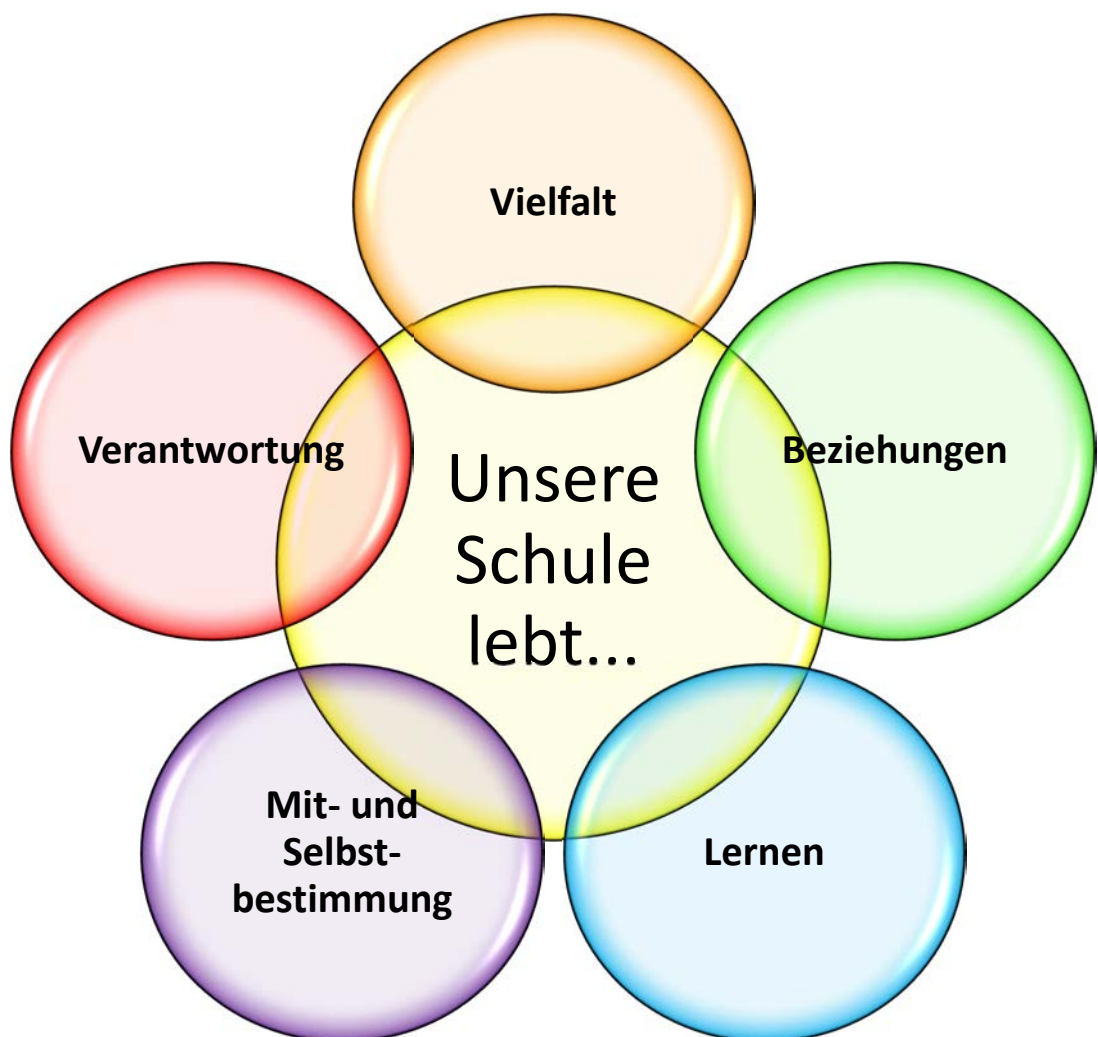 Vielfalt
Verantwortung
Beziehungen
Unsere
Schule
lebt...
Mit- und
Selbst-
bestimmung
Lernen